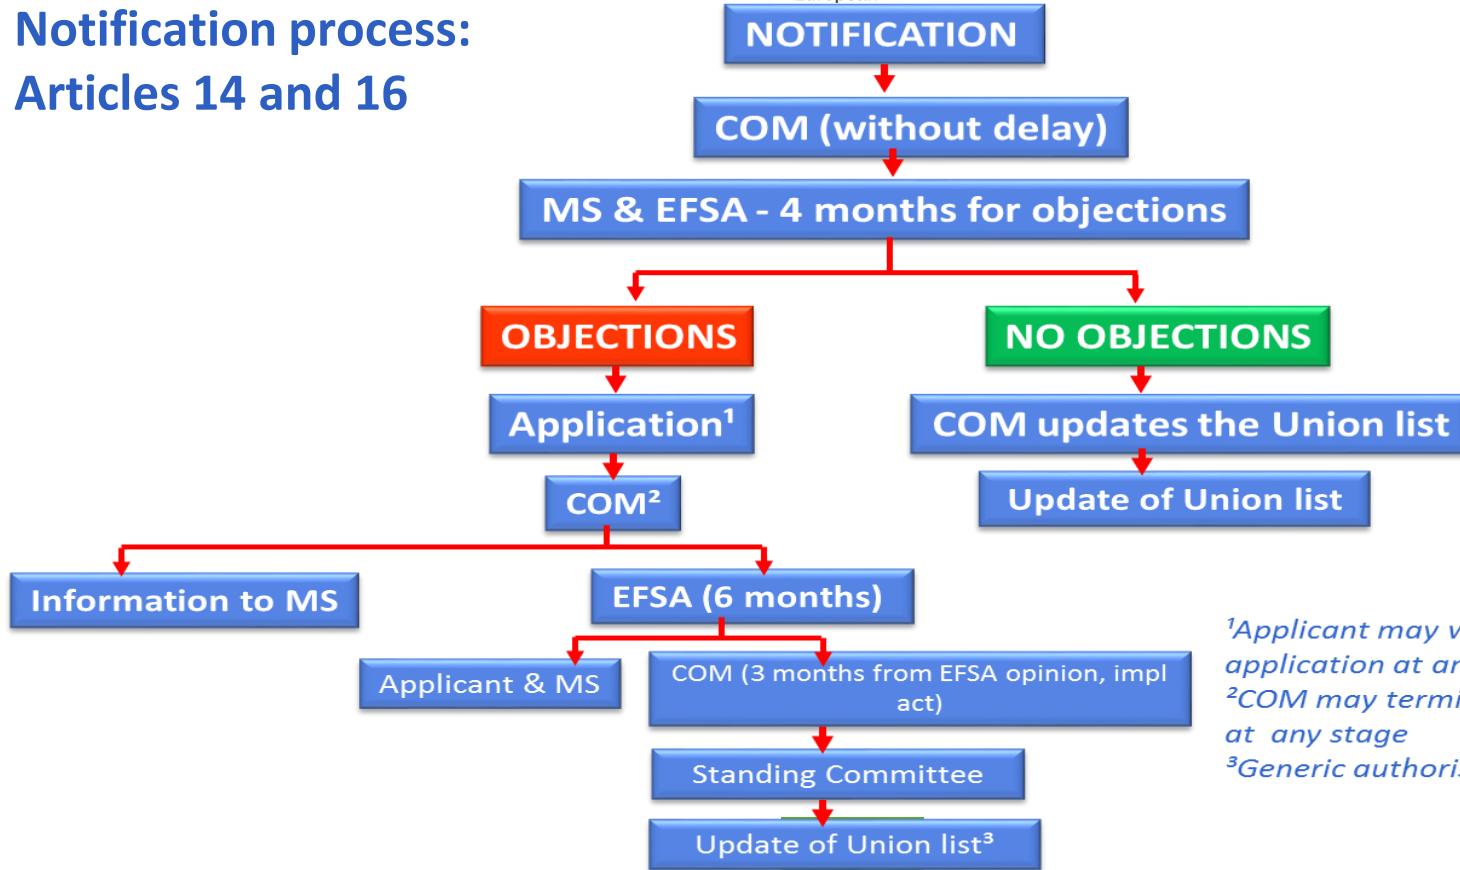 Notification process:
Articles 14 and 16
NOTIFICATION
COM (without delay)
MS & EFSA - 4 months for objections
OBJECTIONS
NO OBJECTIONS
Application¹
COM updates the Union list
COM²
Update of Union list
Information to MS
EFSA (6 months)
Applicant & MS
COM (3 months from EFSA opinion, impl
act)
Standing Committee
Update of Union list³
¹Applicant may
application at
²COM may
at any stage
³Generic